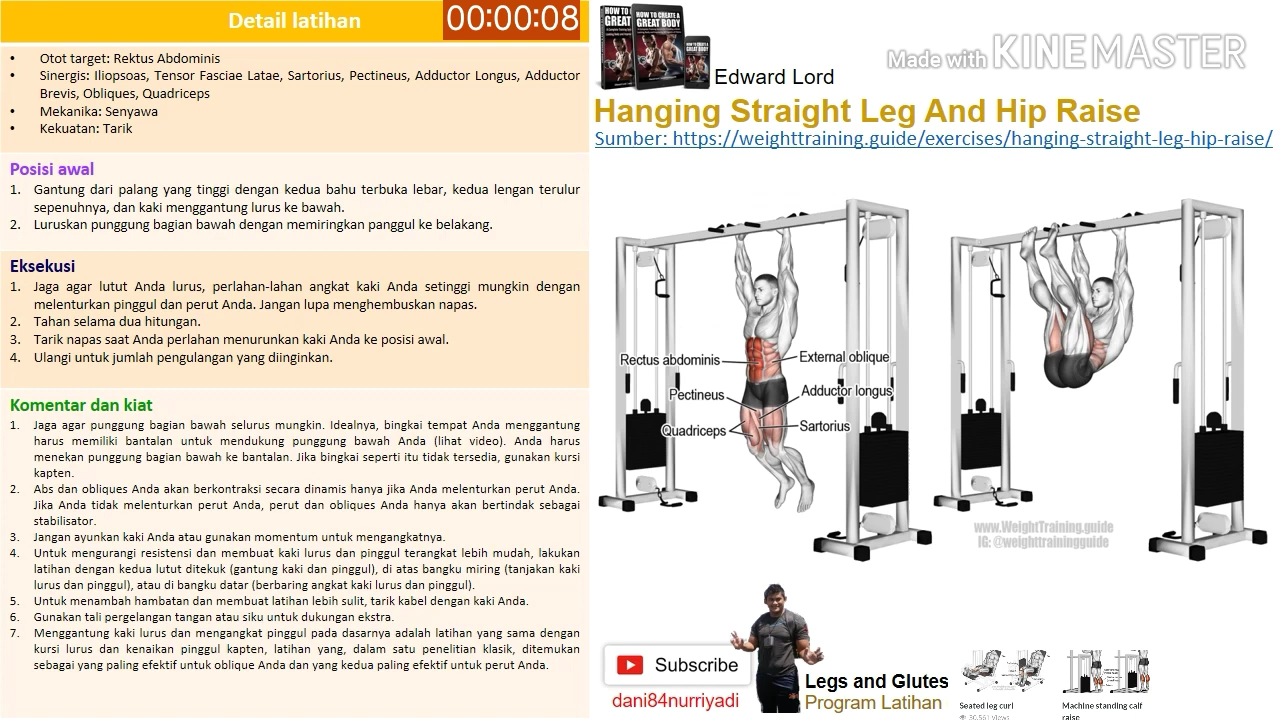 Detail latihan
00:00:08
• Otot target: Rektus Abdominis
• Sinergis: Iliopsoas, Tensor Fasciae Latae, Sartorius, Pectineus, Adductor Longus, Adductor
Brevis, Obliques, Quadriceps
• Mekanika: Senyawa
• Kekuatan: Tarik
Posisi awal
1. Gantung dari palang yang tinggi dengan kedua bahu terbuka lebar, kedua lengan terulur
sepenuhnya, dan kaki menggantung lurus ke bawah.
2. Luruskan punggung bagian bawah dengan memiringkan panggul ke belakang.
Eksekusi
1. Jaga agar lutut Anda lurus, perlahan-lahan angkat kaki Anda setinggi mungkin dengan
melenturkan pinggul dan perut Anda. Jangan lupa menghembuskan napas.
2. Tahan selama dua hitungan.
3. Tarik napas saat Anda perlahan menurunkan kaki Anda ke posisi awal.
4. Ulangi untuk jumlah pengulangan yang diinginkan.
Komentar dan kiat
1. Jaga agar punggung bagian bawah selurus mungkin. Idealnya, bingkai tempat Anda menggantung
harus memiliki bantalan untuk mendukung punggung bawah Anda (lihat video). Anda harus
menekan punggung bagian bawah ke bantalan. Jika bingkai seperti itu tidak tersedia, gunakan kursi
kapten.
2. Abs dan obliques Anda akan berkontraksi secara dinamis hanya jika Anda melenturkan perut Anda.
Jika Anda tidak melenturkan perut Anda, perut dan obliques Anda hanya akan bertindak sebagai
stabilisator.
3. Jangan ayunkan kaki Anda atau gunakan momentum untuk mengangkatnya.
4. Untuk mengurangi resistensi dan membuat kaki lurus dan pinggul terangkat lebih mudah, lakukan
latihan dengan kedua lutut ditekuk (gantung kaki dan pinggul), di atas bangku miring (tanjakan kaki
lurus dan pinggul), atau di bangku datar (berbaring angkat kaki lurus dan pinggul).
5. Untuk menambah hambatan dan membuat latihan lebih sulit, tarik kabel dengan kaki Anda.
6. Gunakan tali pergelangan tangan atau siku untuk dukungan ekstra.
7. Menggantung kaki lurus dan mengangkat pinggul pada dasarnya adalah latihan yang sama dengan
kursi lurus dan kenaikan pinggul kapten, latihan yang, dalam satu penelitian klasik, ditemukan
sebagai yang paling efektif untuk oblique Anda dan yang kedua paling efektif untuk perut Anda.
HOW TO CREATE A
GREAT BODY
Edward Lord
Made with KINEMASTER
Hanging Straight Leg And Hip Raise
Sumber: https://weighttraining.guide/exercises/hanging-straight-leg-hip-raise/
Rectus abdominis
External oblique
Pectineus
Adductor longus
Quadriceps
Sartorius
www.WeightTraining.guide
IG: @weighttrainingguide
Subscribe
dani84nurriyadi
Legs and Glutes
Program Latihan
Seated leg curl
30.561 views
Machine standing calf
raise